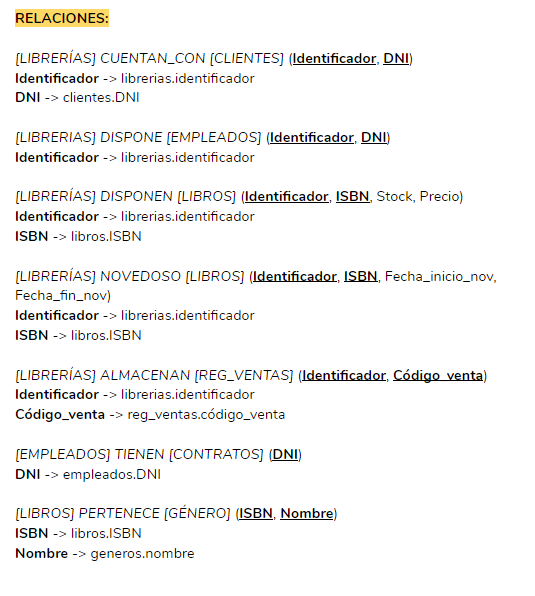 RELACIONES:
[LIBRERÍAS] CUENTAN_CON [CLIENTES] (Identificador, DNI)
Identificador -> librerias.identificador
DNI -> clientes.DNI
[LIBRERIAS] DISPONE [EMPLEADOS] (Identificador, DNI)
Identificador -> librerias.identificador
[LIBRERÍAS] DISPONEN [LIBROS] (Identificador, ISBN, Stock, Precio)
Identificador -> librerias.identificador
ISBN -> libros.ISBN
[LIBRERÍAS] NOVEDOSO [LIBROS] (Identificador, ISBN, Fecha_inicio_nov,
Fecha_fin_nov)
Identificador -> librerias.identificador
ISBN -> libros.ISBN
[LIBRERÍAS] ALMACENAN [REG_VENTAS] (Identificador, Código_venta)
Identificador -> librerias.identificador
Código_venta -> reg_ventas.código_venta
[EMPLEADOS] TIENEN [CONTRATOS] (DNI)
DNI -> empleados.DNI
[LIBROS] PERTENECE [GÉNERO] (ISBN, Nombre)
ISBN -> libros.ISBN
Nombre -> generos.nombre